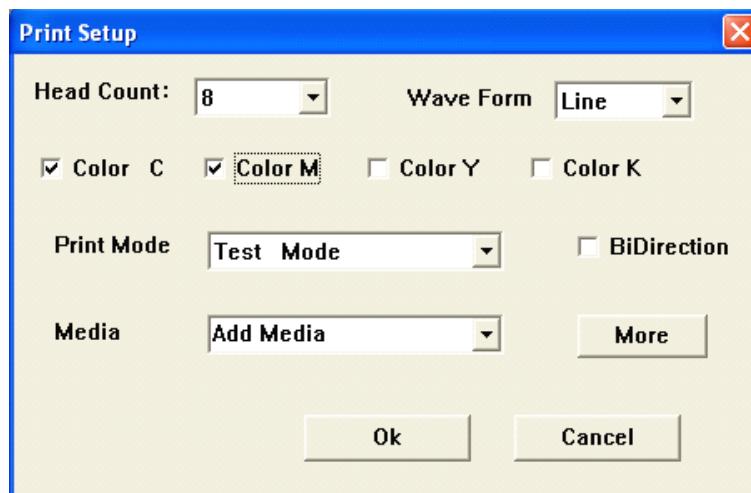 Print Setup
Head Count: 8 Wave Form Line
Color C Color M Color Y Color K
Print Mode Test Mode BiDirection
Media Add Media More
Ok Cancel